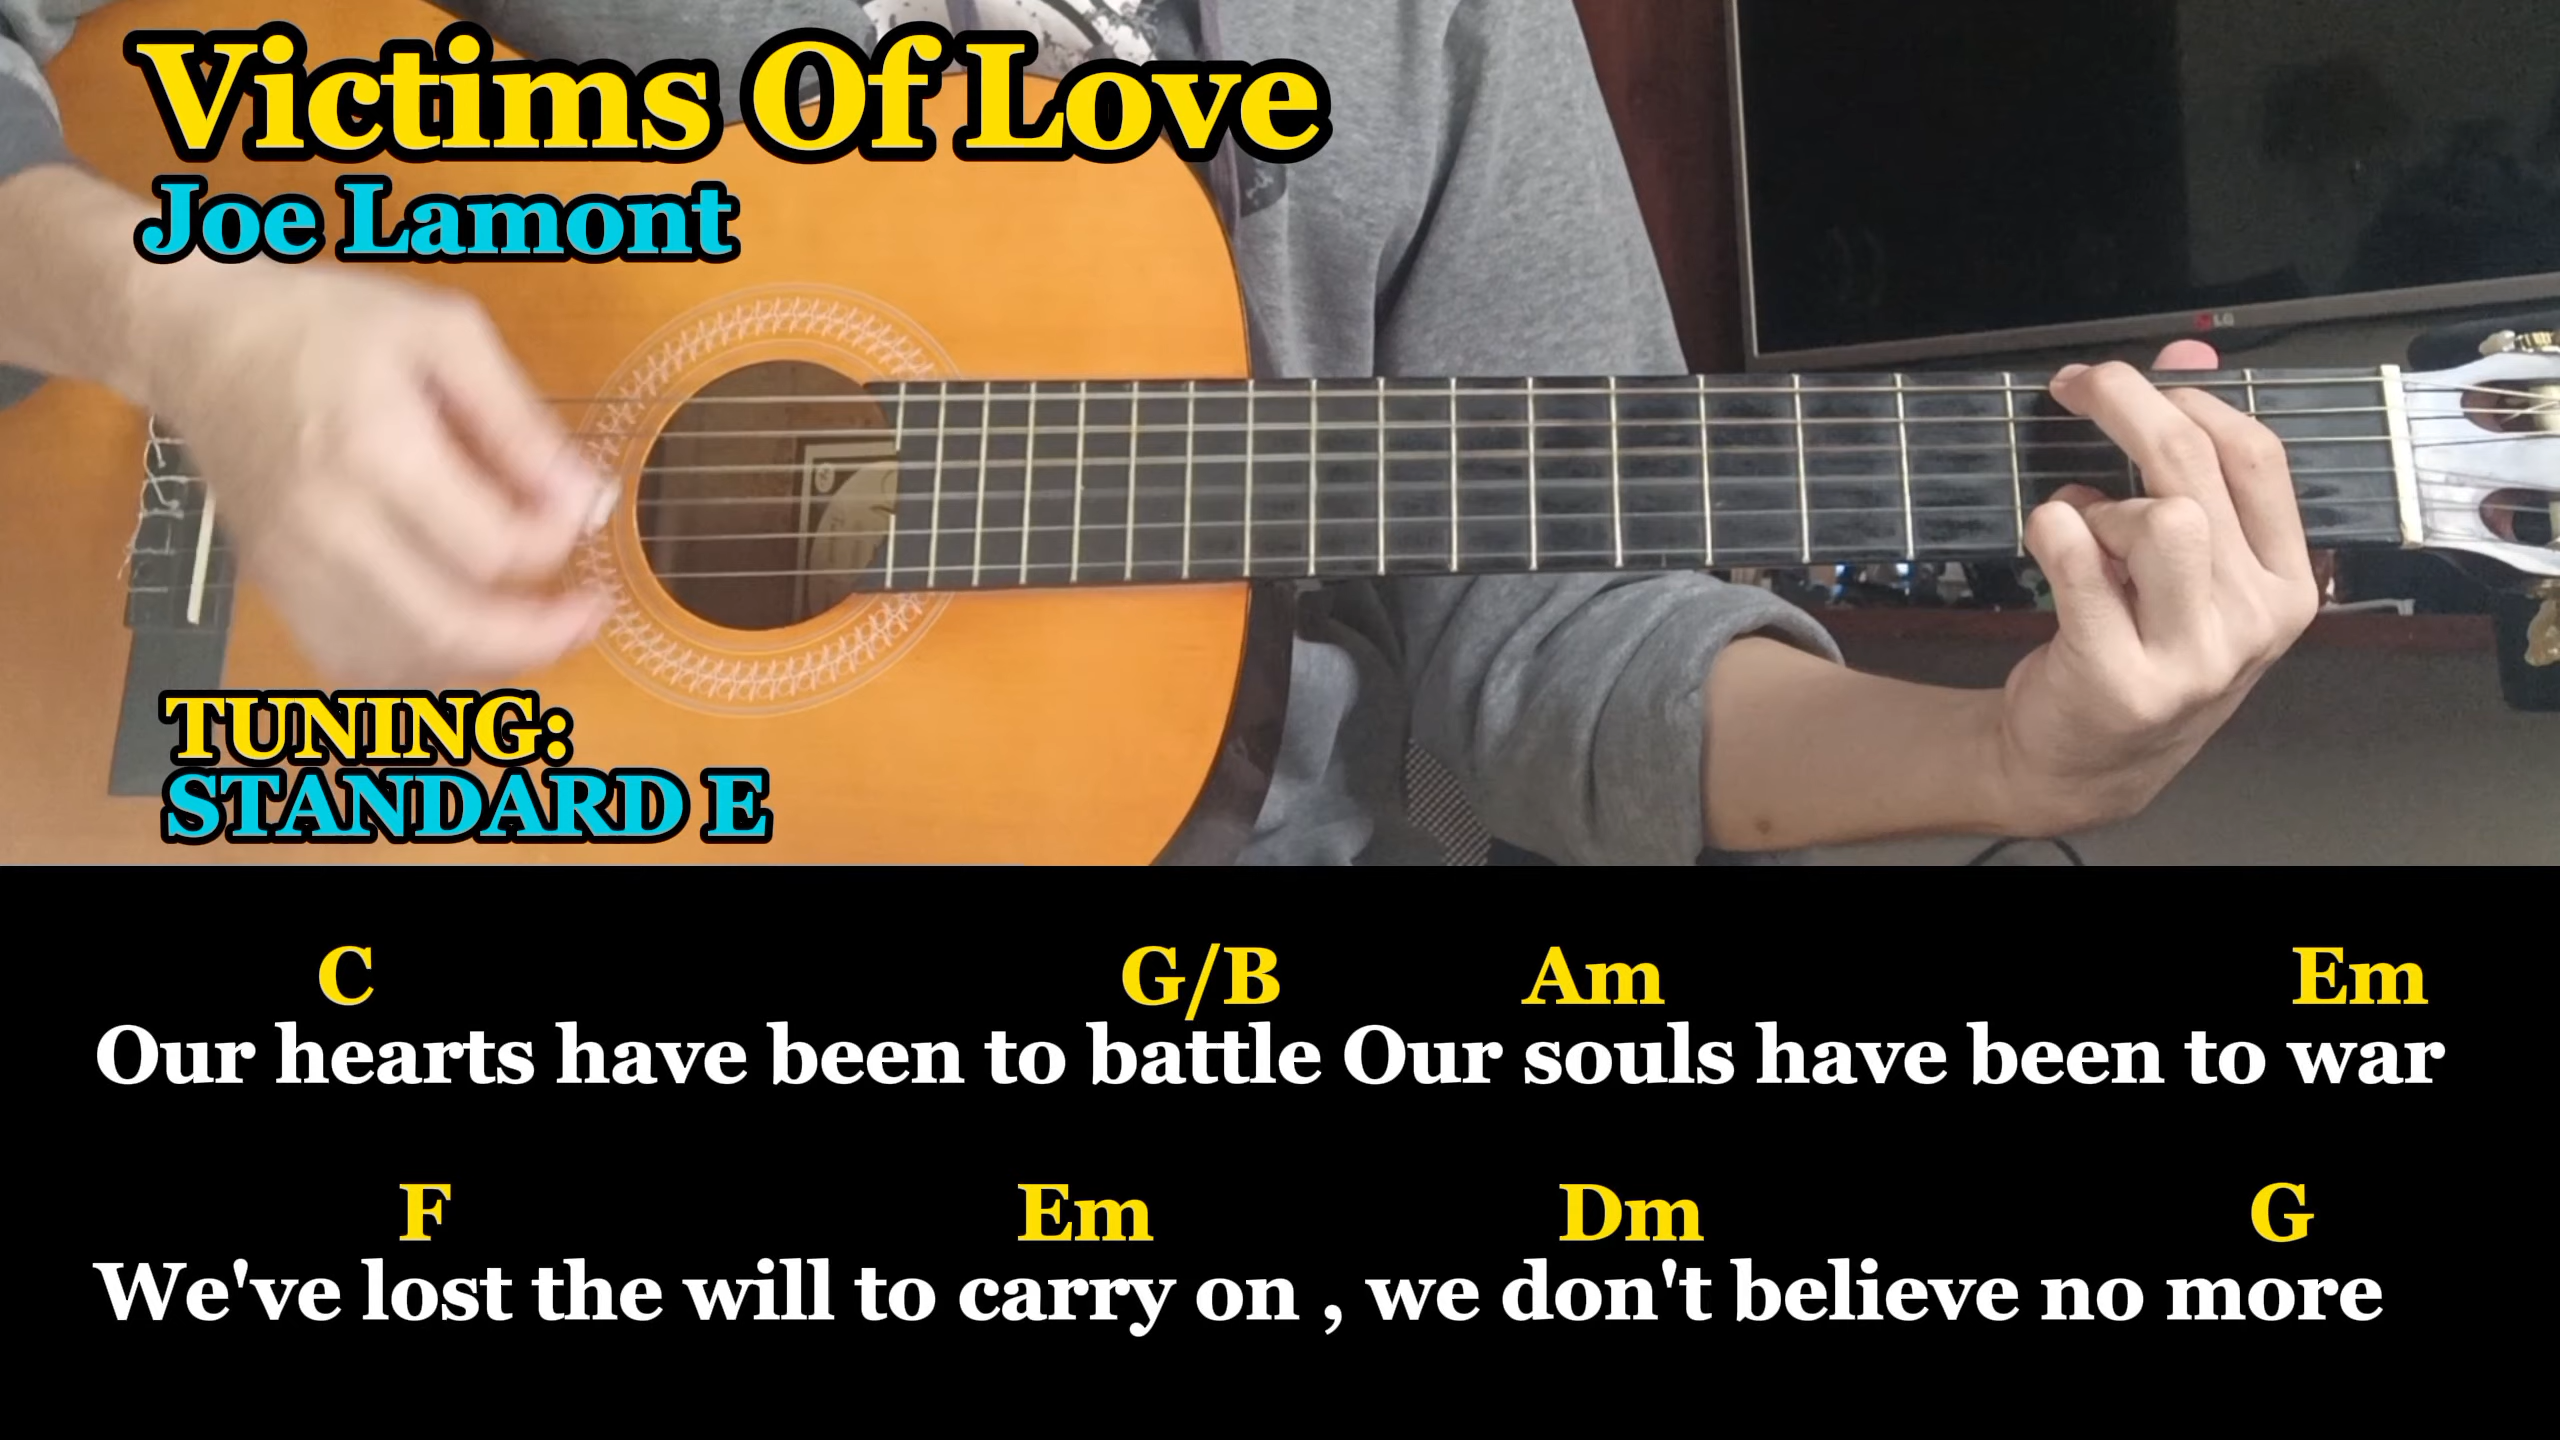 Victims Of Love
Joe Lamont
LG
TUNING:
STANDARD E
C G/B Am Em
Our hearts have been to battle Our souls have been to war
F Em Dm G
We've lost the will to carry on , we don't believe no more